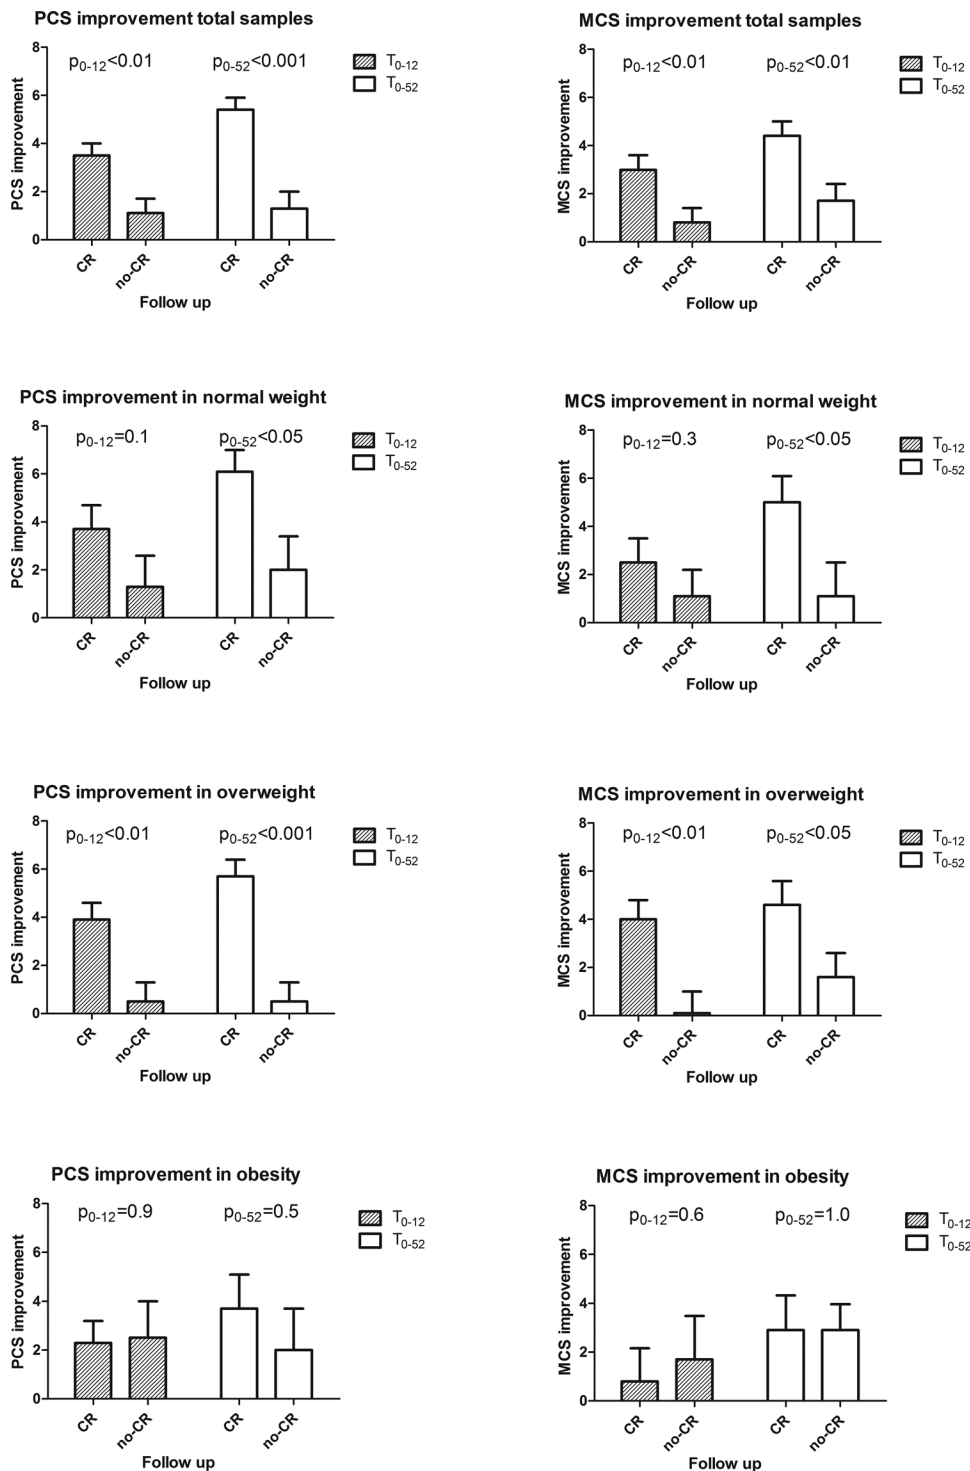 PCS improvement total samples
p0-12<0.01 p0-52<0.001
T0-12
T0-52
PCS improvement
8
6
4
2
0
CR no-CR CR no-CR
Follow up
MCS improvement total samples
p0-12<0.01 p0-52<0.01
T0-12
T0-52
MCS improvement
8
6
4
2
0
CR no-CR CR no-CR
Follow up
PCS improvement in normal weight
p0-12=0.1 p0-52<0.05
T0-12
T0-52
PCS improvement
8
6
4
2
0
CR no-CR CR no-CR
Follow up
MCS improvement in normal weight
p0-12=0.3 p0-52<0.05
T0-12
T0-52
MCS improvement
8
6
4
2
0
CR no-CR CR no-CR
Follow up
PCS improvement in overweight
p0-12<0.01 p0-52<0.001
T0-12
T0-52
PCS improvement
8
6
4
2
0
CR no-CR CR no-CR
Follow up
MCS improvement in overweight
p0-12<0.01 p0-52<0.05
T0-12
T0-52
MCS improvement
8
6
4
2
0
CR no-CR CR no-CR
Follow up
PCS improvement in obesity
p0-12=0.9 p0-52=0.5
T0-12
T0-52
PCS improvement
8
6
4
2
0
CR no-CR CR no-CR
Follow up
MCS improvement in obesity
p0-12=0.6 p0-52=1.0
T0-12
T0-52
MCS improvement
8
6
4
2
0
CR no-CR CR no-CR
Follow up